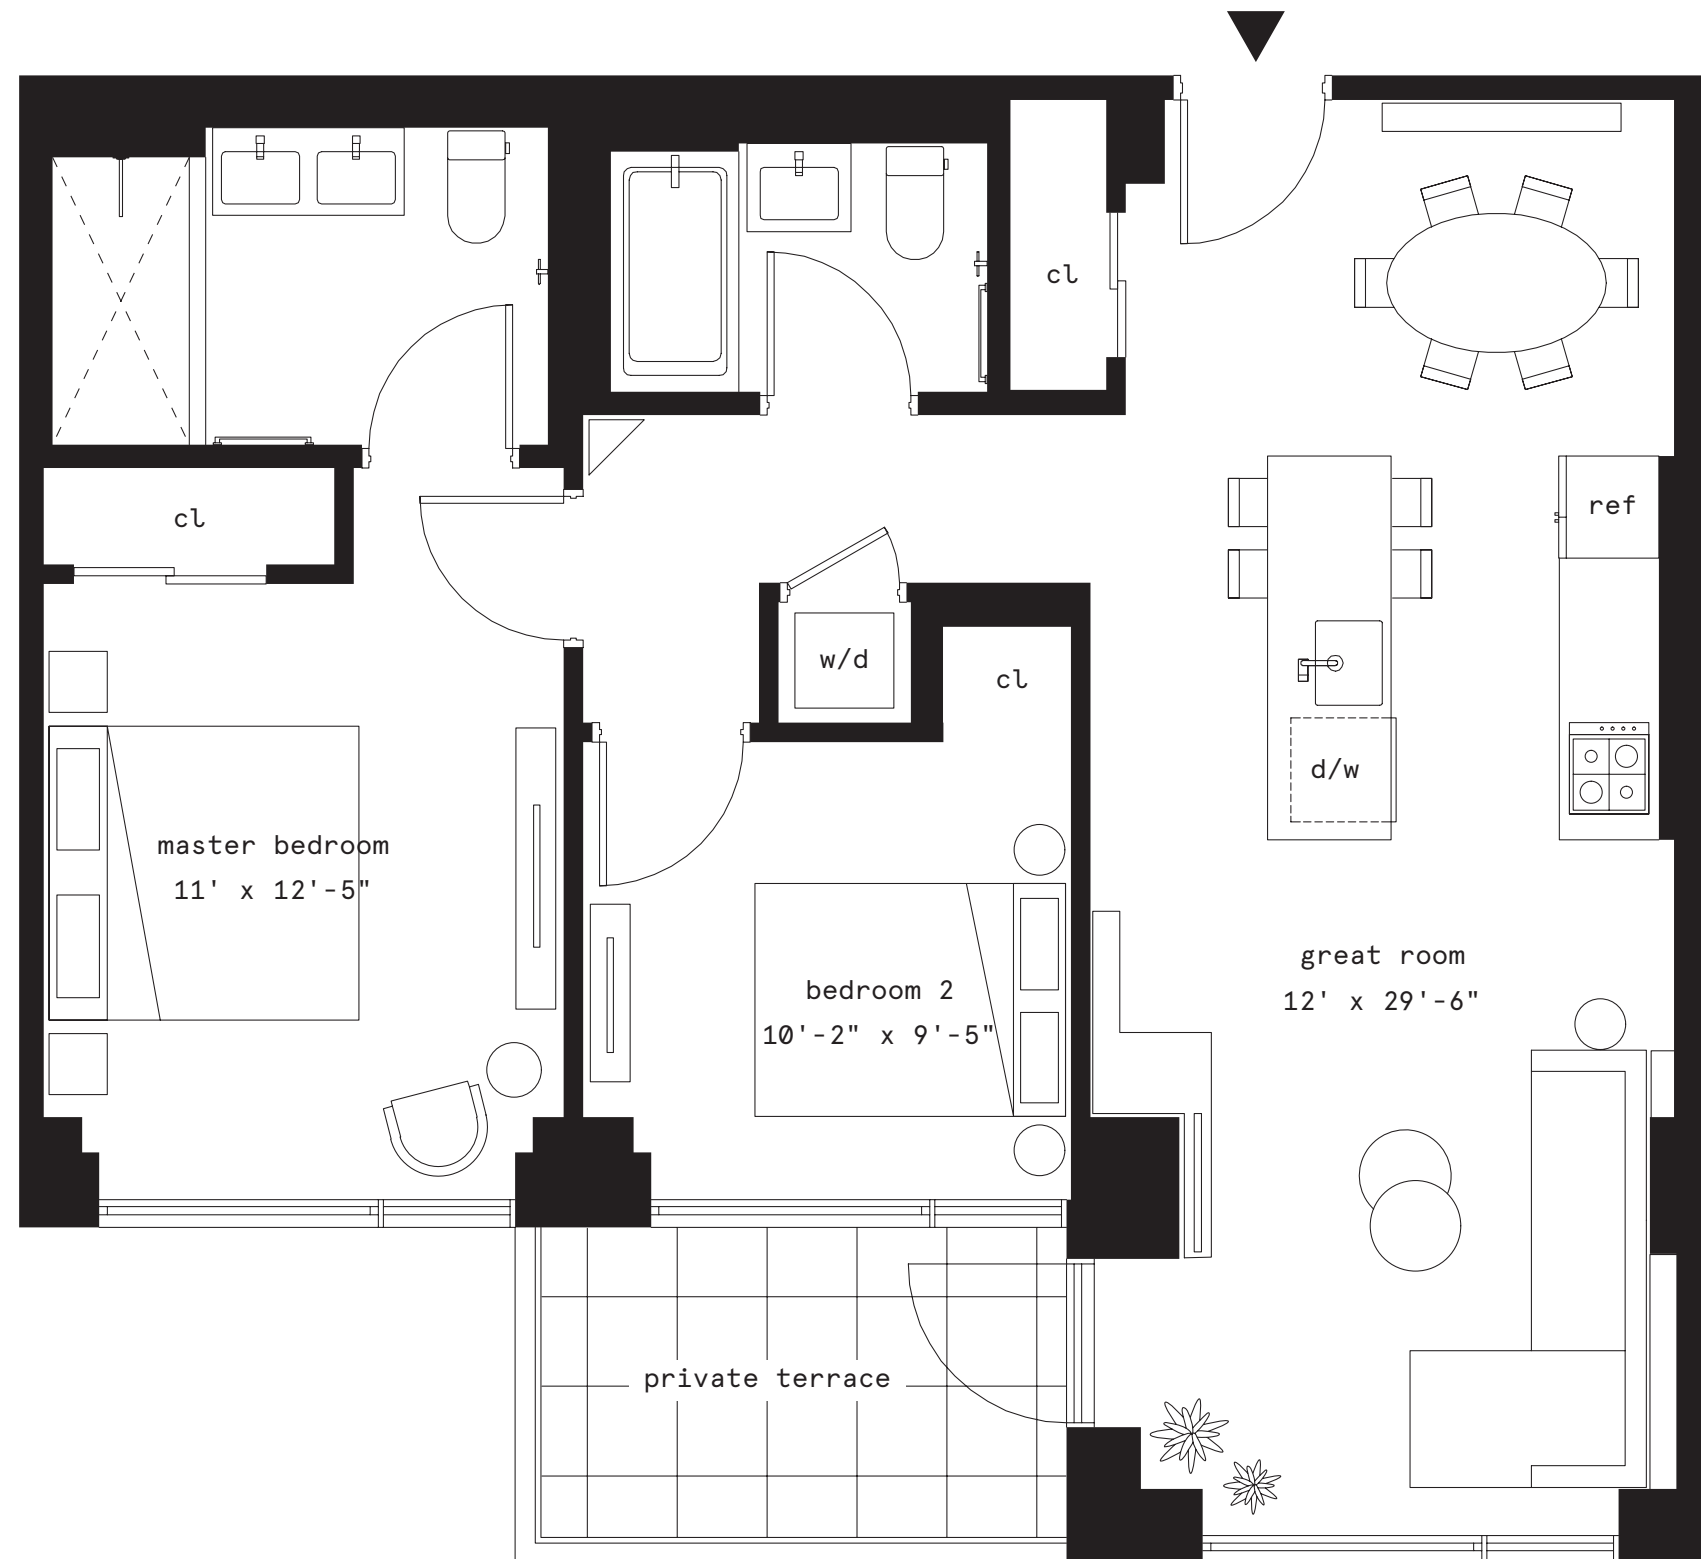 cl
cl
ref
w/d
cl
d/w
master bedroom
11' x 12'-5"
great room
12' x 29'-6"
bedroom 2
10'-2" x 9'-5"
private terrace